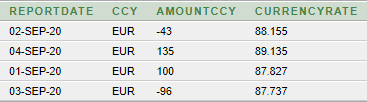 REPORTDATE CCY AMOUNTCCY CURRENCYRATE
02-SEP-20 EUR -43 88.155
04-SEP-20 EUR 135 89.135
01-SEP-20 EUR 100 87.827
03-SEP-20 EUR -96 87.737